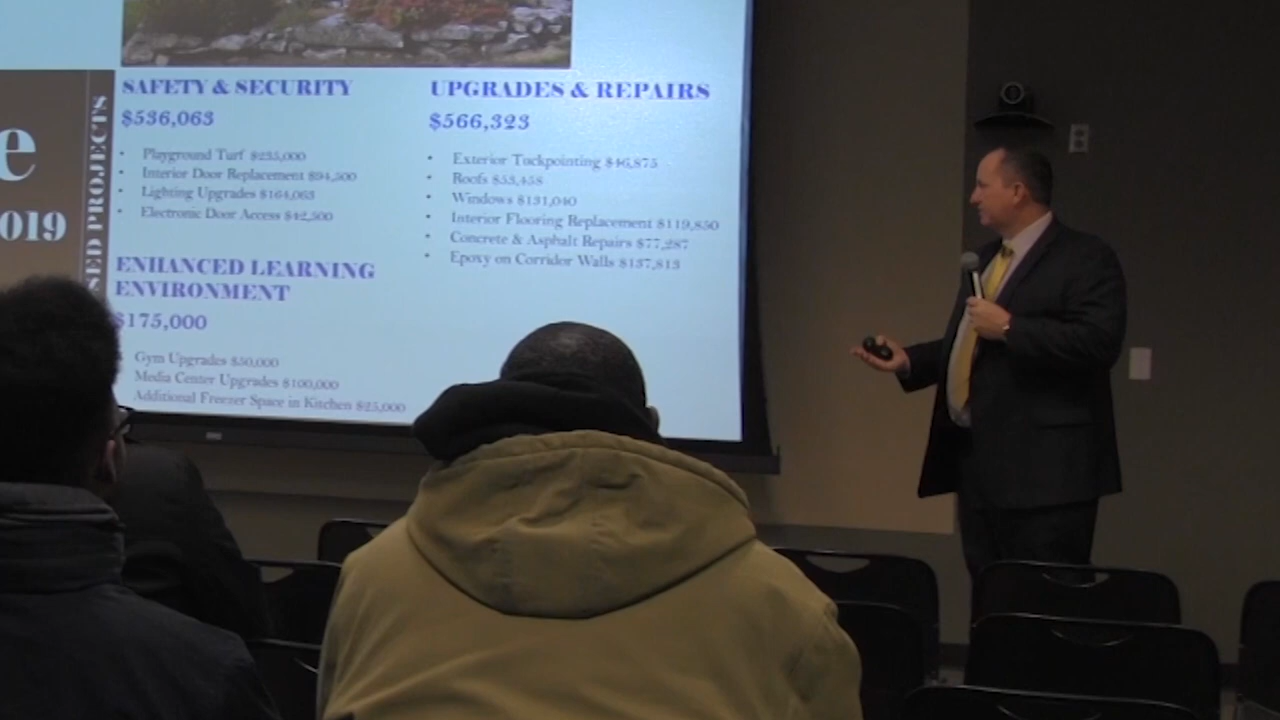 e
019
SED PROJECTS
SAFETY & SECURITY
$536,063
• Playground Turf $235,000
• Interior Door Replacement $94,500
• Lighting Upgrades $164,063
• Electronic Door Access $42,500
ENHANCED LEARNING
ENVIRONMENT
$175,000
Gym Upgrades $50,000
Media Center Upgrades $100,000
Additional Freezer Space in Kitchen $25,000
UPGRADES & REPAIRS
$566,323
• Exterior Tuckpointing $46,875
• Roofs $53,458
• Windows $131,040
• Interior Flooring Replacement $119,850
• Concrete & Asphalt Repairs $77,287
• Epoxy on Corridor Walls $137,813